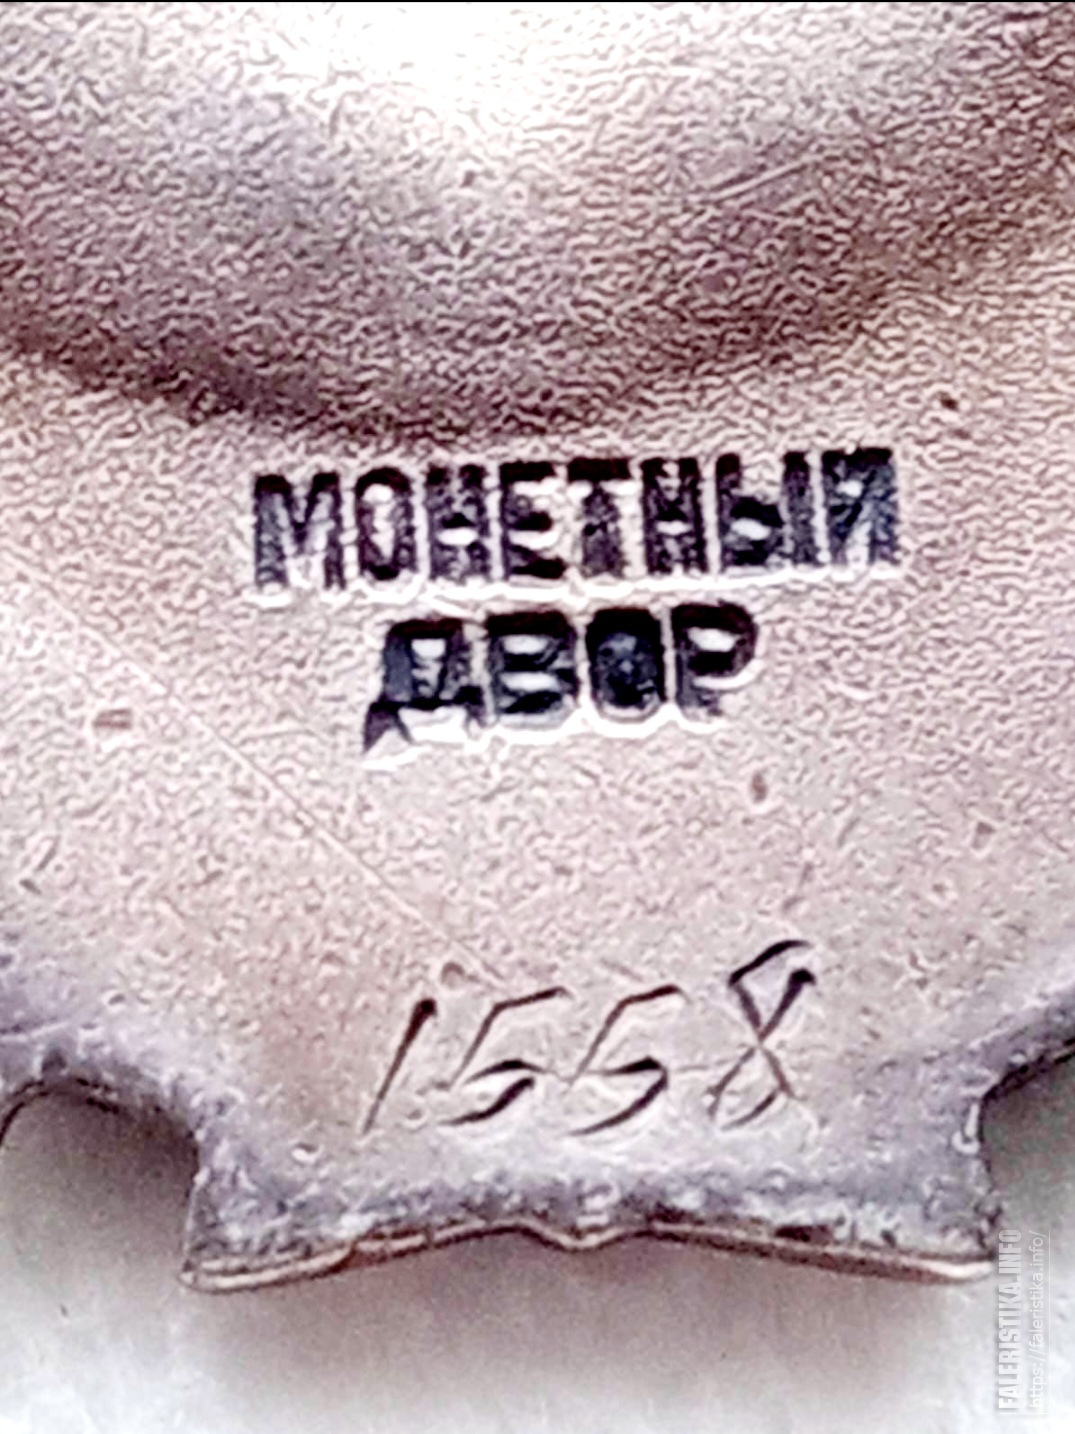 МОНЕТНЫЙ
ДВОР
1558
FALERISTIKA.INFO
https://faleristika.info/